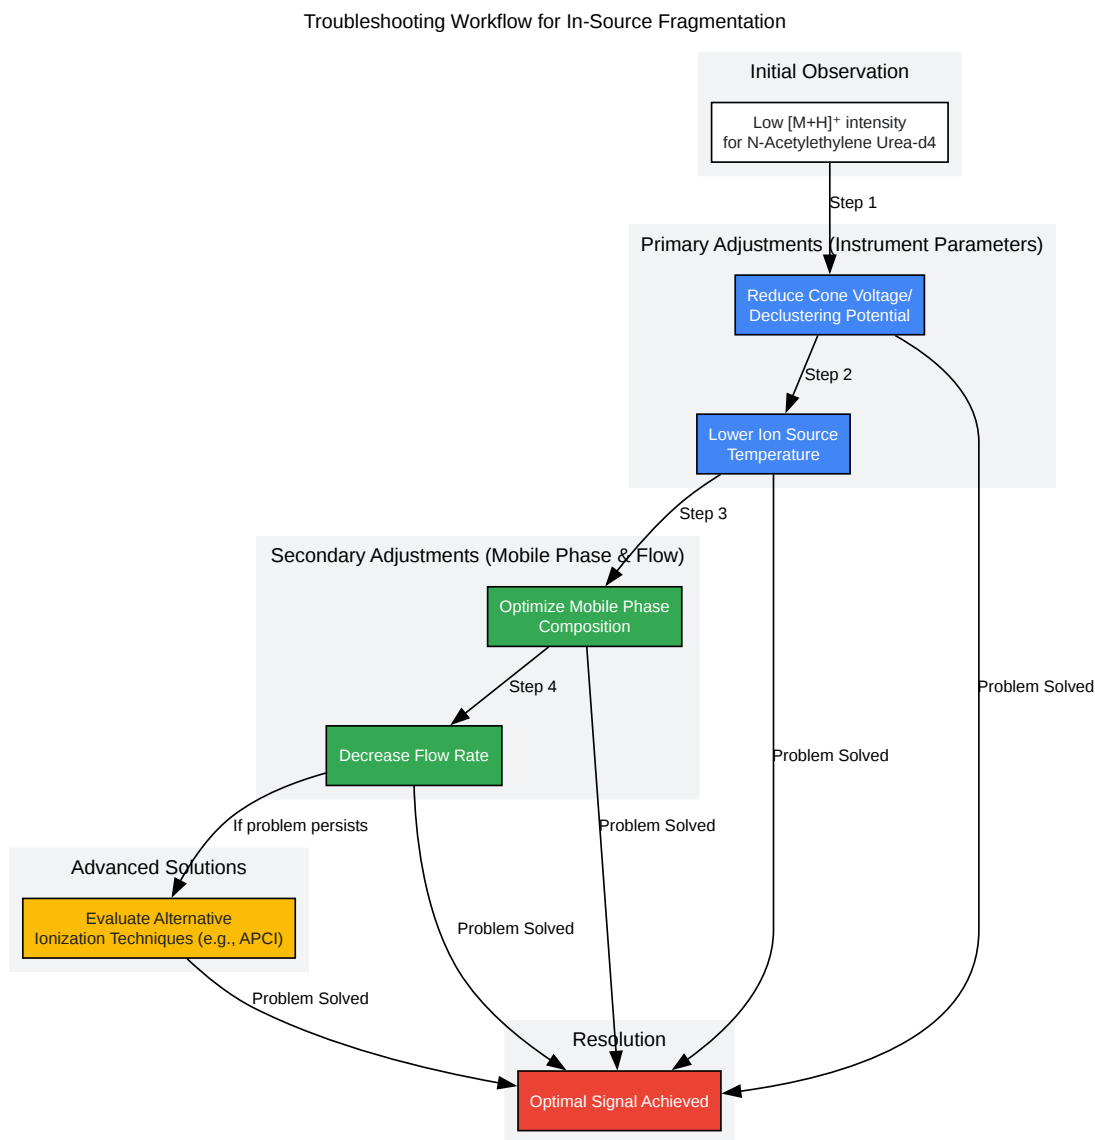 Troubleshooting Workflow for In-Source Fragmentation
Initial Observation
Low [M+H]⁺ intensity
for N-Acetylethylene Urea-d4
Step 1
Primary Adjustments (Instrument Parameters)
Reduce Cone Voltage/
Declustering Potential
Step 2
Lower Ion Source
Temperature
Step 3
Secondary Adjustments (Mobile Phase & Flow)
Optimize Mobile Phase
Composition
Step 4
Problem Solved
Decrease Flow Rate
Problem Solved
If problem persists
Problem Solved
Advanced Solutions
Evaluate Alternative
Ionization Techniques (e.g., APCI)
Problem Solved
Problem Solved
Resolution
Optimal Signal Achieved